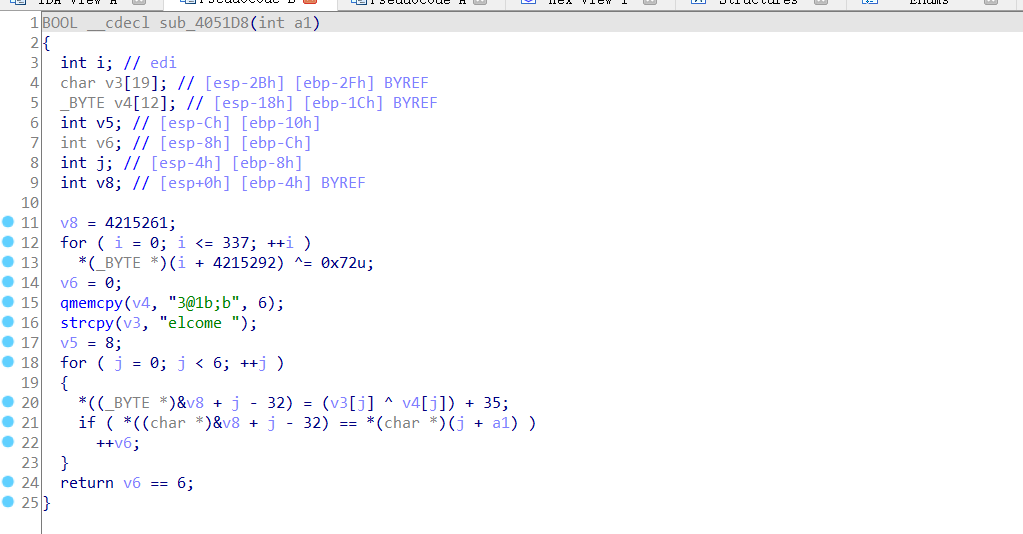 IDA View-A Pseudocode-B Pseudocode-A Hex View-1 Structures Enums
1 BOOL __cdecl sub_4051D8(int a1)
2 {
3 int i; // edi
4 char v3[19]; // [esp-2Bh] [ebp-2Fh] BYREF
5 _BYTE v4[12]; // [esp-18h] [ebp-1Ch] BYREF
6 int v5; // [esp-Ch] [ebp-10h]
7 int v6; // [esp-8h] [ebp-Ch]
8 int j; // [esp-4h] [ebp-8h]
9 int v8; // [esp+0h] [ebp-4h] BYREF
10
11 v8 = 4215261;
12 for ( i = 0; i <= 337; ++i )
13 *(_BYTE *)(i + 4215292) ^= 0x72u;
14 v6 = 0;
15 qmemcpy(v4, "3@1b;b", 6);
16 strcpy(v3, "elcome ");
17 v5 = 8;
18 for ( j = 0; j < 6; ++j )
19 {
20 *((_BYTE *)&v8 + j - 32) = (v3[j] ^ v4[j]) + 35;
21 if ( *((char *)&v8 + j - 32) == *(char *)(j + a1) )
22 ++v6;
23 }
24 return v6 == 6;
25 }